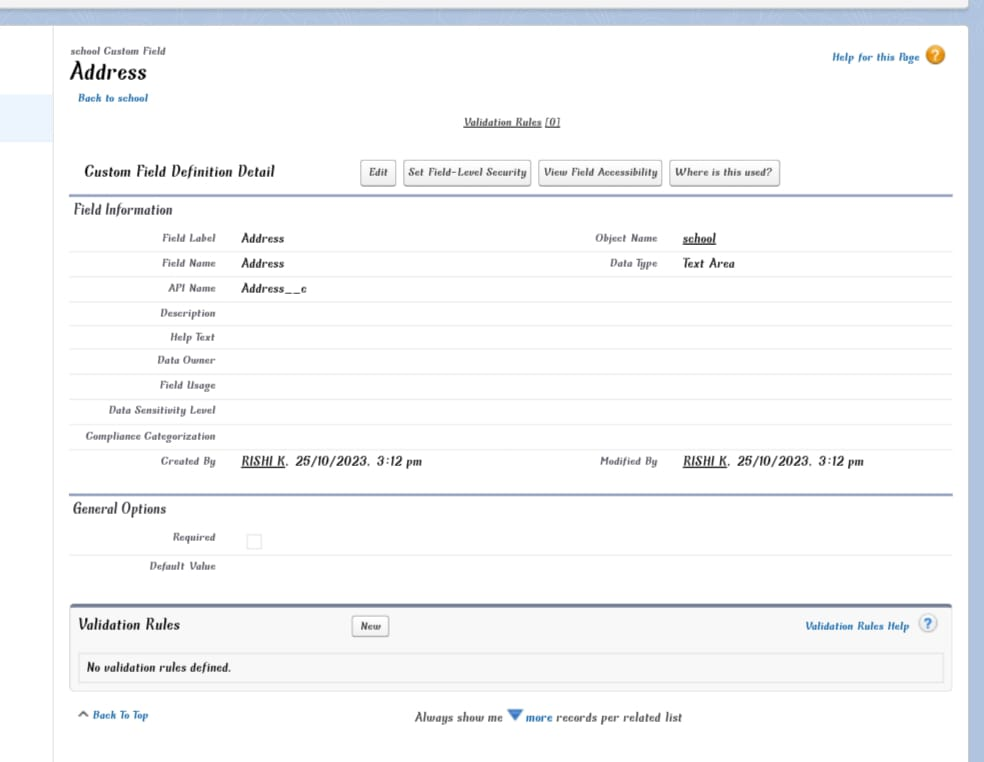 school Custom Field
Address
Help for this Page
?
Back to school
Validation Rules [0]
Custom Field Definition Detail
Edit
Set Field-Level Security
View Field Accessibility
Where is this used?
Field Information
Field Label Address Object Name school
Field Name Address Data Type Text Area
API Name Address__c
Description
Help Text
Data Owner
Field Usage
Data Sensitivity Level
Compliance Categorization
Created By RISHI K, 25/10/2023, 3:12 pm Modified By RISHI K, 25/10/2023, 3:12 pm
General Options
Required
Default Value
Validation Rules
New
Validation Rules Help
?
No validation rules defined.
Back To Top
Always show me more records per related list